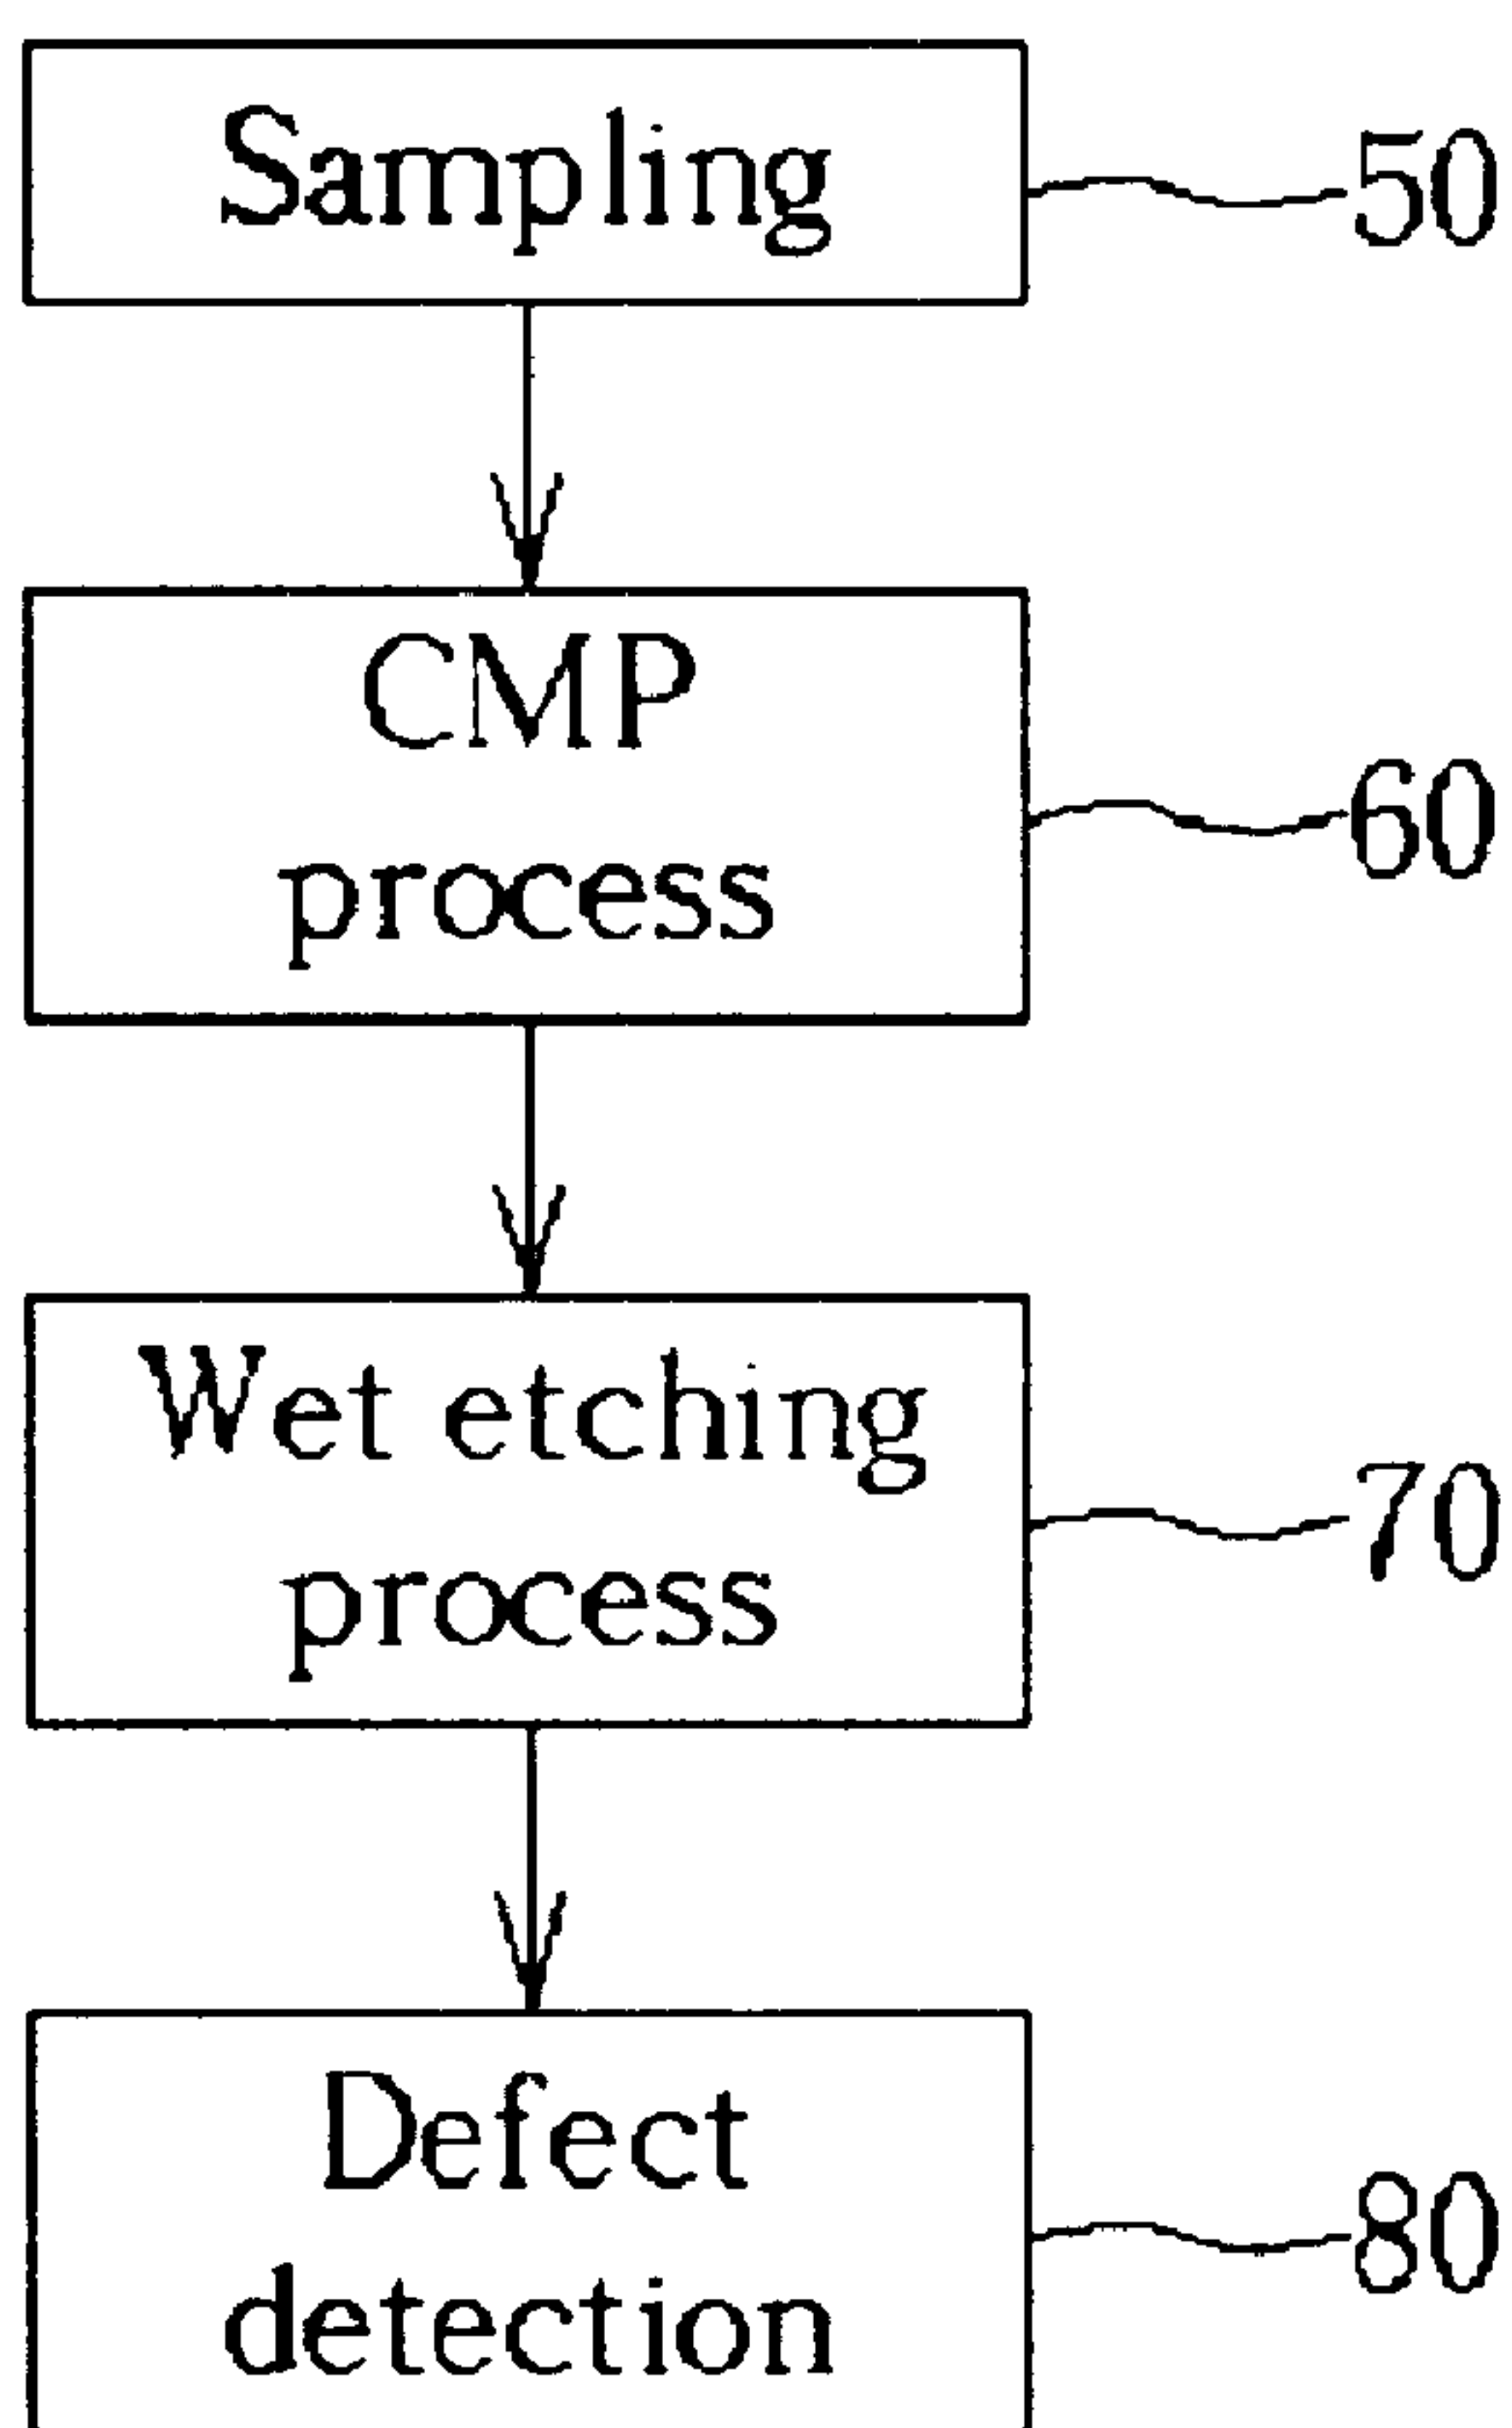 Sampling
50
CMP
process
60
Wet etching
process
70
Defect
detection
80